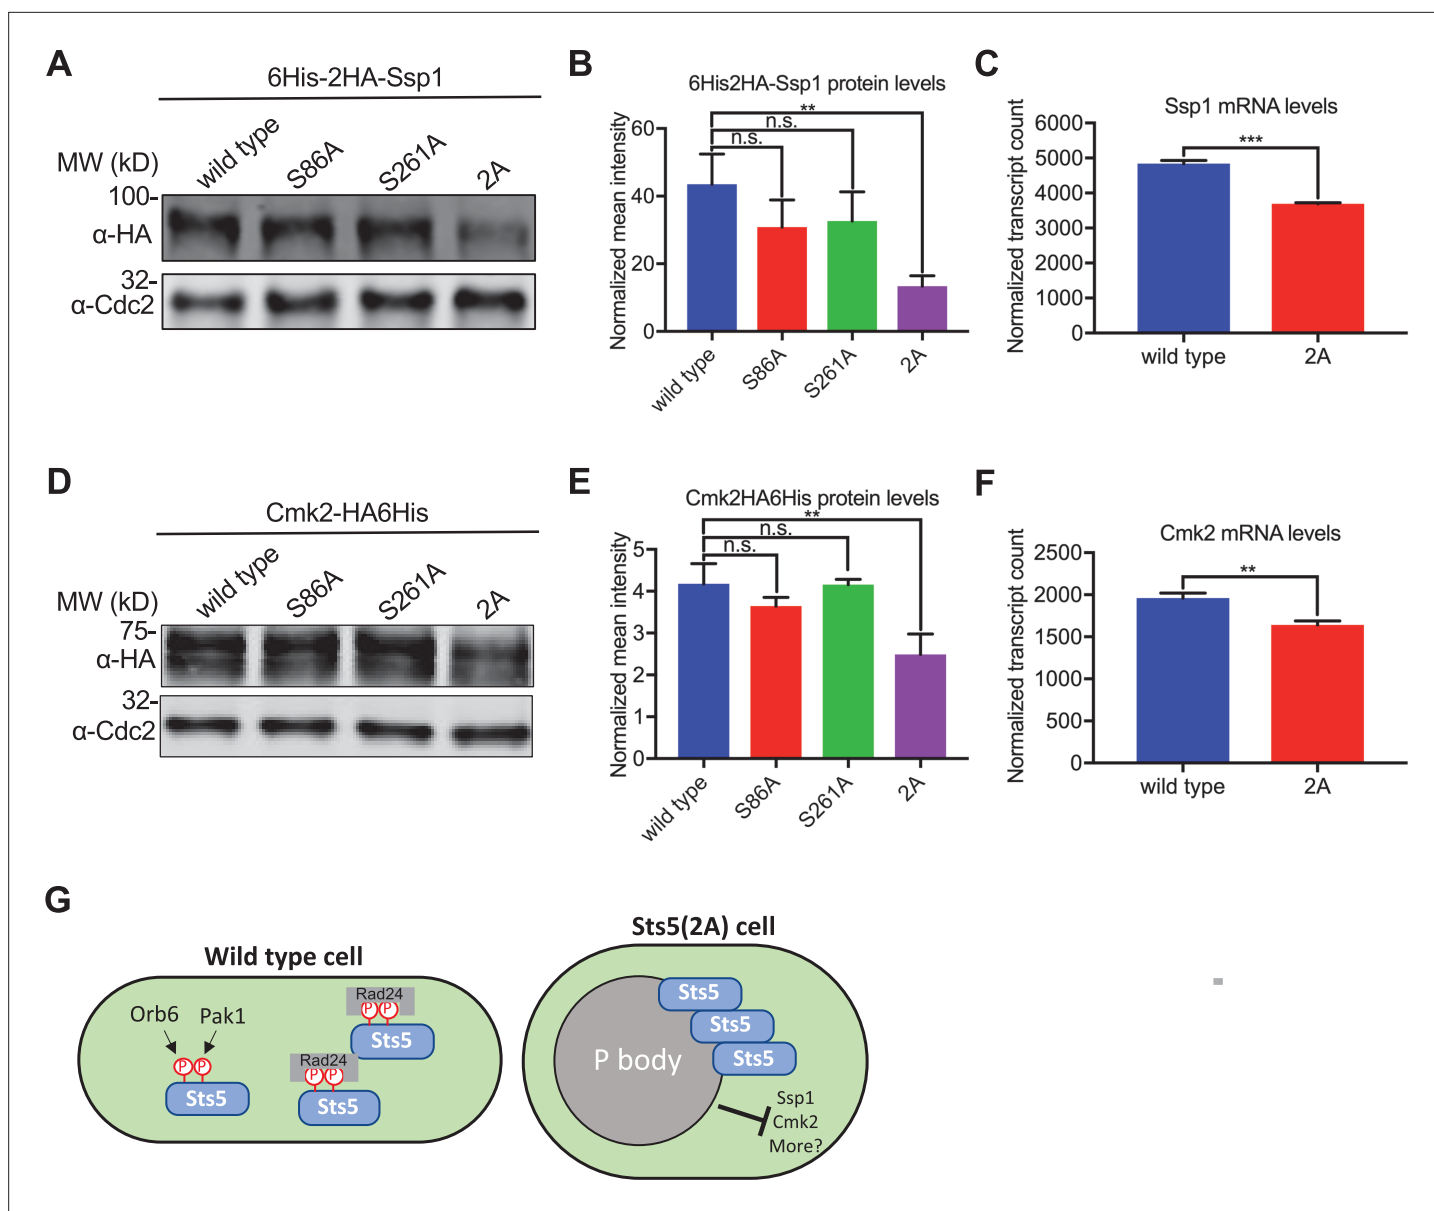 A
6His-2HA-Ssp1
MW (kD)
wild type
S86A
S261A
2A
100-
α-HA
32-
α-Cdc2
B
6His2HA-Ssp1 protein levels
**
n.s.
n.s.
Normalized mean intensity
60
40
20
0
wild type
S86A
S261A
2A
C
Ssp1 mRNA levels
***
Normalized transcript count
6000
5000
4000
3000
2000
1000
0
wild type
2A
D
Cmk2-HA6His
MW (kD)
wild type
S86A
S261A
2A
75-
α-HA
32-
α-Cdc2
E
Cmk2HA6His protein levels
**
n.s.
n.s.
Normalized mean intensity
5
4
3
2
1
0
wild type
S86A
S261A
2A
F
Cmk2 mRNA levels
**
Normalized transcript count
2500
2000
1500
1000
500
0
wild type
2A
G
Wild type cell
Orb6
Pak1
P P
Sts5
Rad24
P P
Sts5
Rad24
P P
Sts5
Sts5(2A) cell
Sts5
Sts5
Sts5
P body
Ssp1
Cmk2
More?